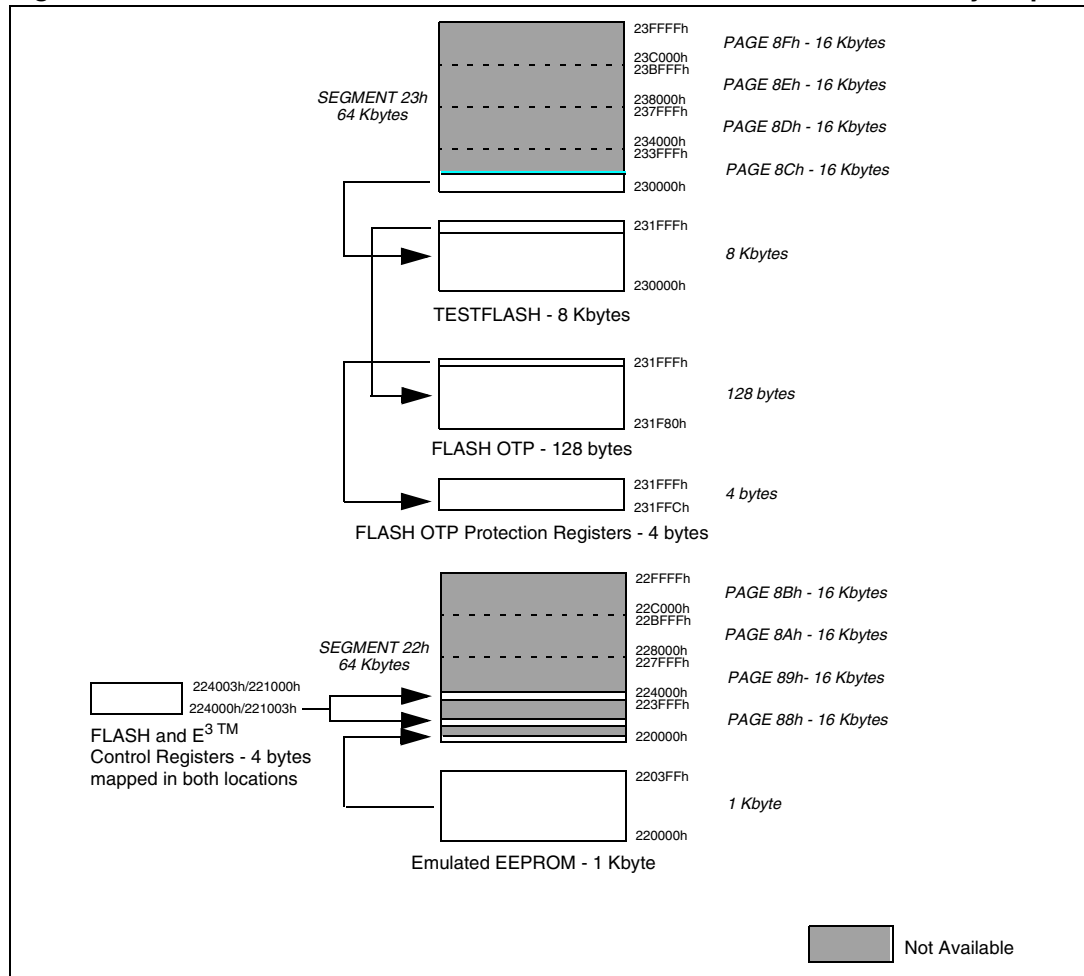 23FFFFh
PAGE 8Fh - 16 Kbytes
23C000h
23BFFFh
PAGE 8Eh - 16 Kbytes
SEGMENT 23h
64 Kbytes
238000h
237FFFh
PAGE 8Dh - 16 Kbytes
234000h
233FFFh
PAGE 8Ch - 16 Kbytes
230000h
231FFFh
8 Kbytes
230000h
TESTFLASH - 8 Kbytes
231FFFh
128 bytes
231F80h
FLASH OTP - 128 bytes
231FFFh
4 bytes
231FFCh
FLASH OTP Protection Registers - 4 bytes
22FFFFh
PAGE 8Bh - 16 Kbytes
22C000h
22BFFFh
PAGE 8Ah - 16 Kbytes
SEGMENT 22h
64 Kbytes
228000h
227FFFh
PAGE 89h- 16 Kbytes
224003h/221000h
224000h/221003h
224000h
223FFFh
PAGE 88h - 16 Kbytes
220000h
FLASH and E3 TM
Control Registers - 4 bytes
mapped in both locations
2203FFh
1 Kbyte
220000h
Emulated EEPROM - 1 Kbyte
Not Available